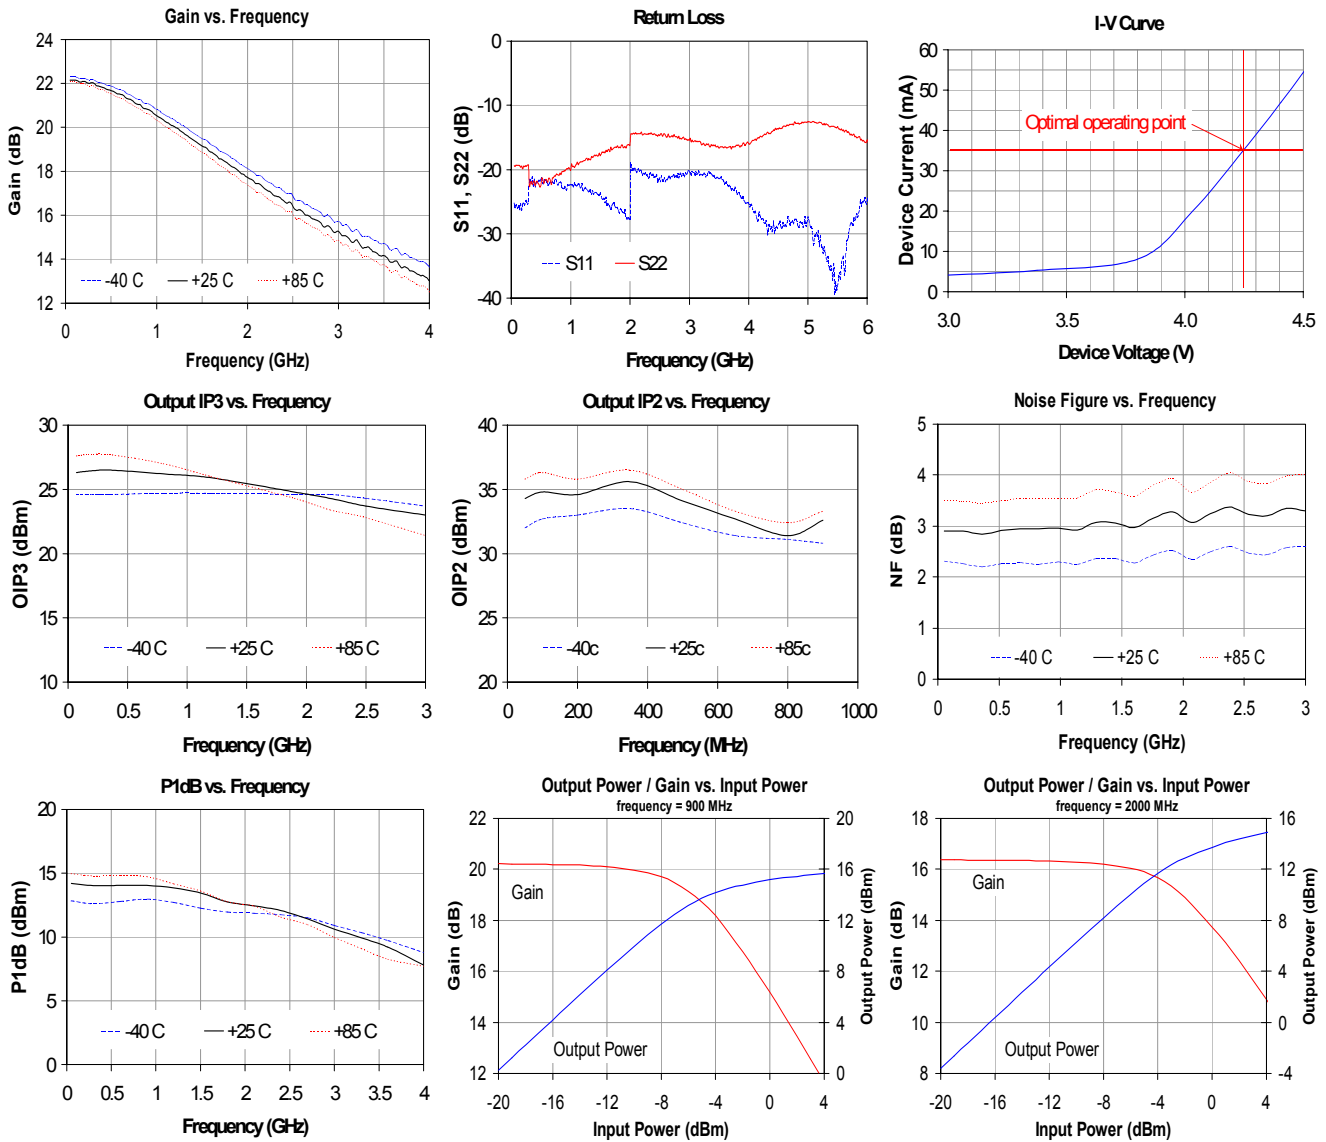 Gain vs. Frequency
24
22
20
18
16
14
12
Gain (dB)
-40 C
+25 C
+85 C
0
1
2
3
4
Frequency (GHz)
Return Loss
0
-10
-20
-30
-40
S11, S22 (dB)
S11
S22
0
1
2
3
4
5
6
Frequency (GHz)
I-V Curve
60
50
40
30
20
10
0
Device Current (mA)
Optimal operating point
3.0
3.5
4.0
4.5
Device Voltage (V)
Output IP3 vs. Frequency
30
25
20
15
10
OIP3 (dBm)
-40 C
+25 C
+85 C
0
0.5
1
1.5
2
2.5
3
Frequency (GHz)
Output IP2 vs. Frequency
40
35
30
25
20
OIP2 (dBm)
-40c
+25c
+85c
0
200
400
600
800
1000
Frequency (MHz)
Noise Figure vs. Frequency
5
4
3
2
1
0
NF (dB)
-40 C
+25 C
+85 C
0
0.5
1
1.5
2
2.5
3
Frequency (GHz)
P1dB vs. Frequency
20
15
10
5
0
P1dB (dBm)
-40 C
+25 C
+85 C
0
0.5
1
1.5
2
2.5
3
3.5
4
Frequency (GHz)
Output Power / Gain vs. Input Power
frequency = 900 MHz
22
20
18
16
14
12
Gain (dB)
Gain
Output Power
20
16
12
8
4
0
Output Power (dBm)
-20
-16
-12
-8
-4
0
4
Input Power (dBm)
Output Power / Gain vs. Input Power
frequency = 2000 MHz
18
16
14
12
10
8
Gain (dB)
Gain
Output Power
16
12
8
4
0
-4
Output Power (dBm)
-20
-16
-12
-8
-4
0
4
Input Power (dBm)